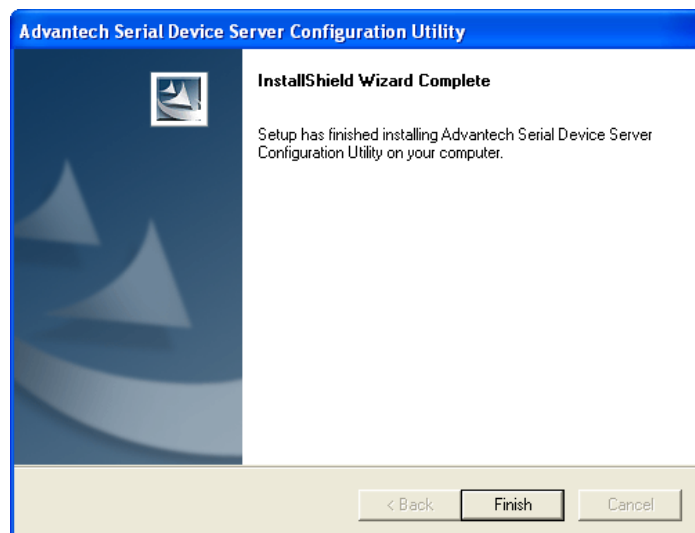 Advantech Serial Device Server Configuration Utility
InstallShield Wizard Complete
Setup has finished installing Advantech Serial Device Server
Configuration Utility on your computer.
< Back Finish Cancel